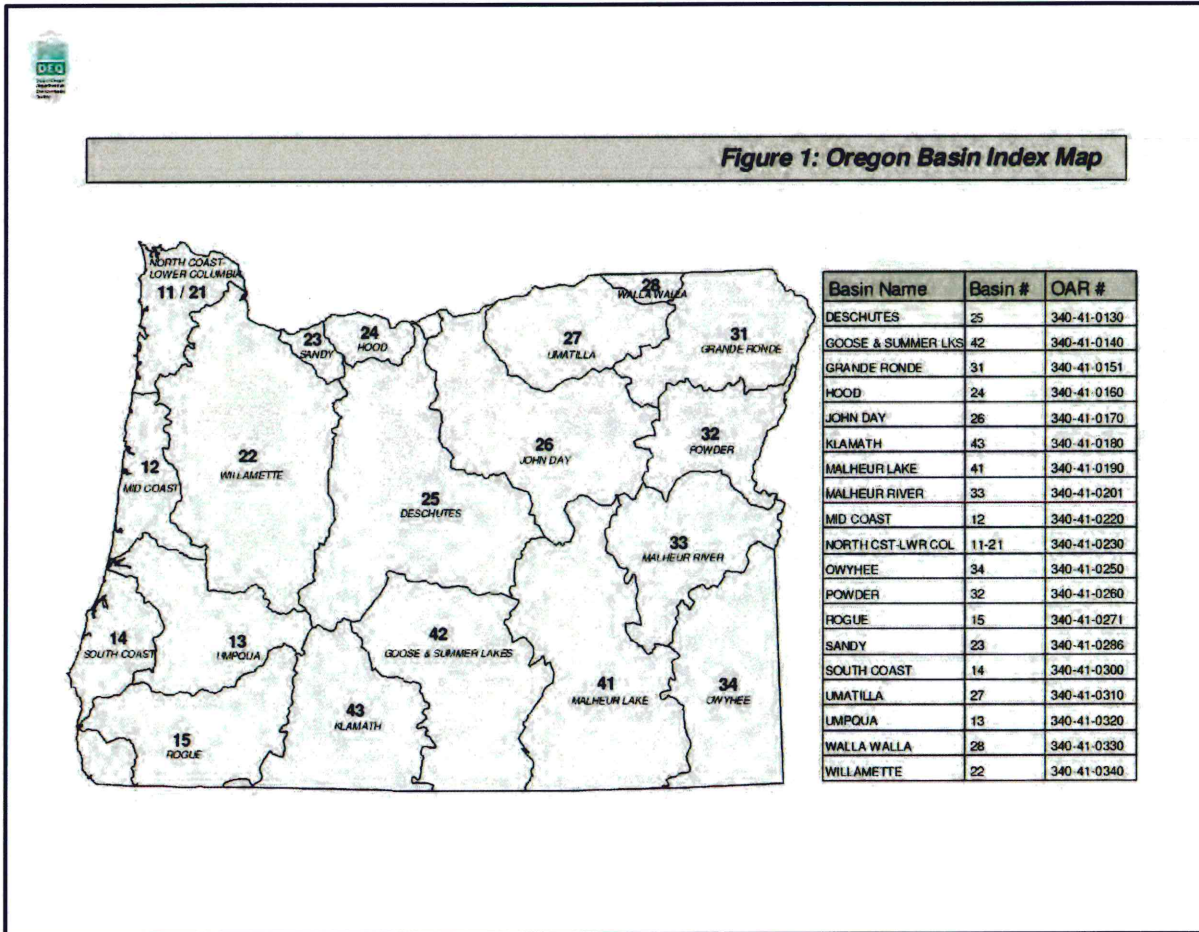 DEQ
Figure 1: Oregon Basin Index Map
NORTH COAST-
LOWER COLUMBIA
11 / 21
28
WALLA WALLA
23
SANDY
24
HOOD
27
UMATILLA
31
GRANDE RONDE
12
MID COAST
22
WILLAMETTE
26
JOHN DAY
32
POWDER
25
DESCHUTES
33
MALHEUR RIVER
14
SOUTH COAST
13
UMPQUA
42
GOOSE & SUMMER LAKES
41
MALHEUR LAKE
34
OWYHEE
43
KLAMATH
15
ROGUE
Basin Name Basin # OAR #
DESCHUTES 25 340-41-0130
GOOSE & SUMMER LKS 42 340-41-0140
GRANDE RONDE 31 340-41-0151
HOOD 24 340-41-0160
JOHN DAY 26 340-41-0170
KLAMATH 43 340-41-0180
MALHEUR LAKE 41 340-41-0190
MALHEUR RIVER 33 340-41-0201
MID COAST 12 340-41-0220
NORTH CST-LWR COL 11-21 340-41-0230
OWYHEE 34 340-41-0250
POWDER 32 340-41-0260
ROGUE 15 340-41-0271
SANDY 23 340-41-0286
SOUTH COAST 14 340-41-0300
UMATILLA 27 340-41-0310
UMPQUA 13 340-41-0320
WALLA WALLA 28 340-41-0330
WILLAMETTE 22 340-41-0340